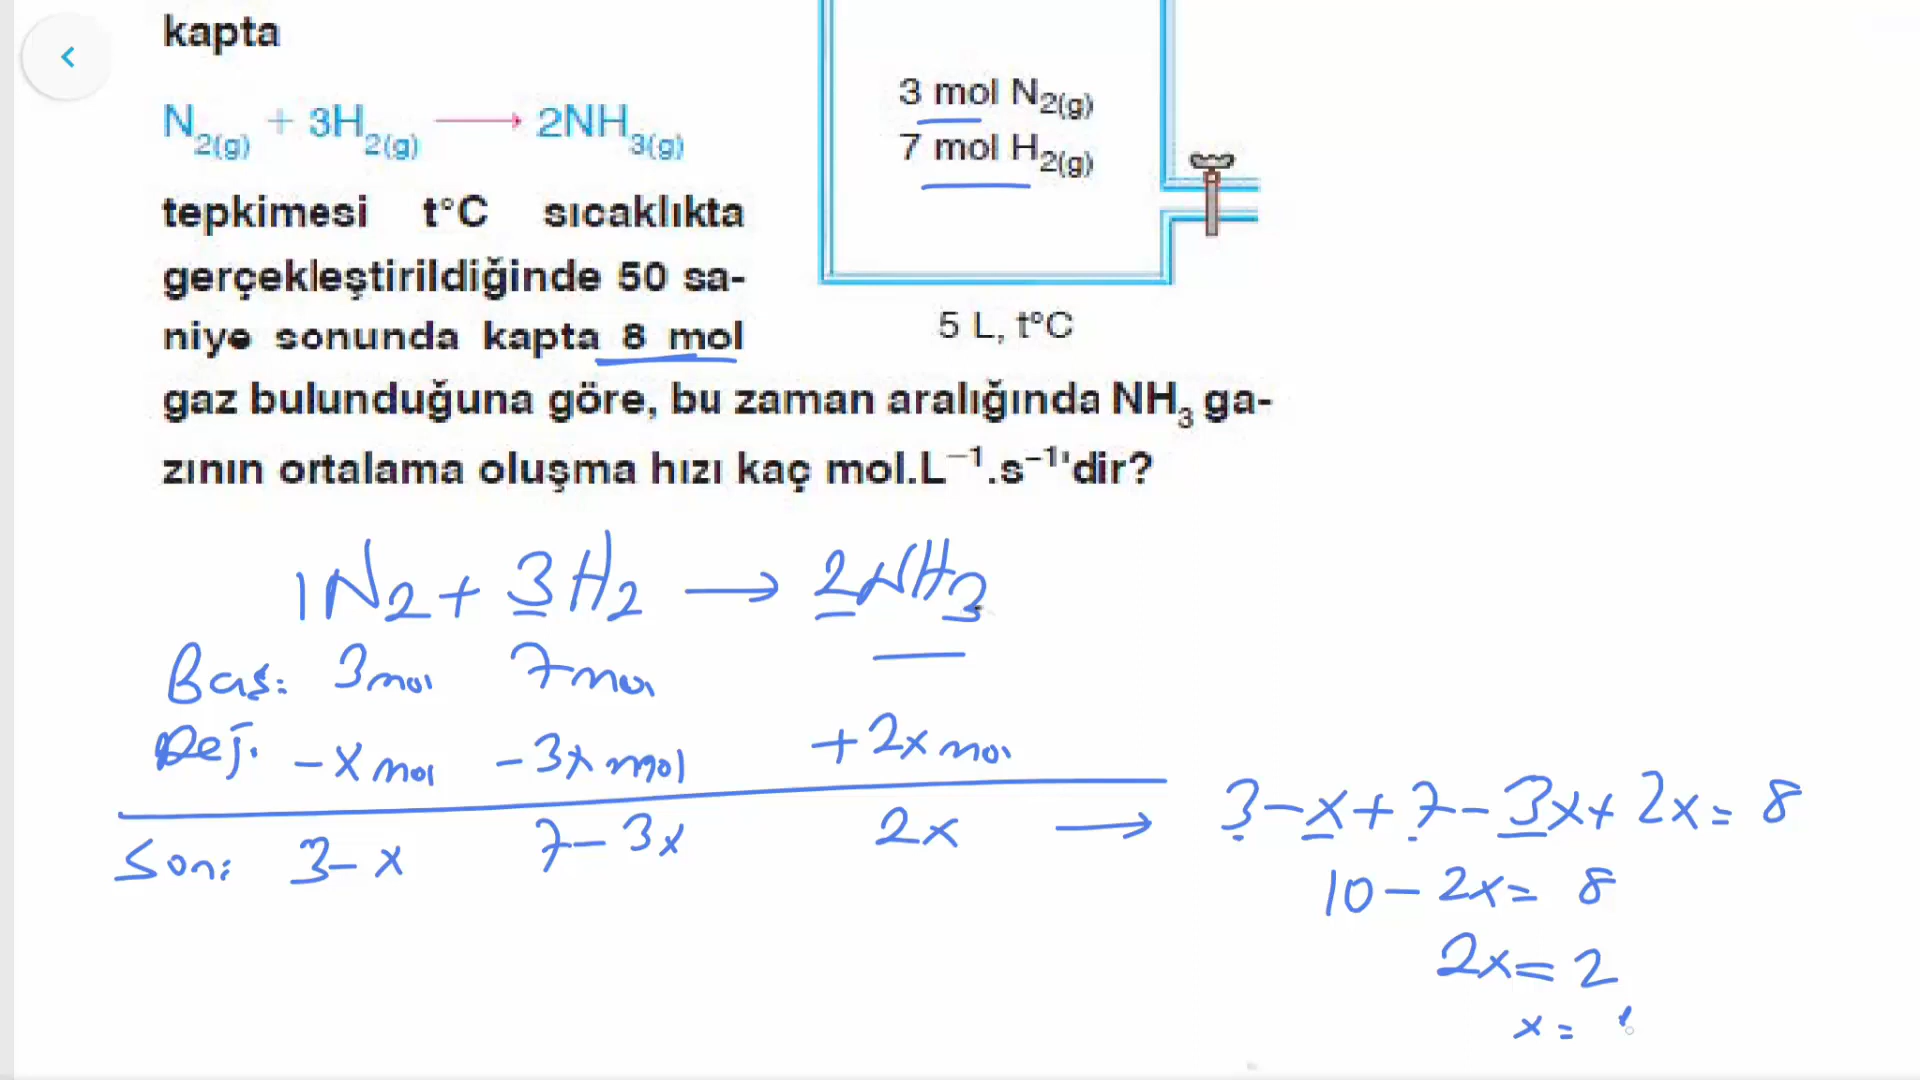 kapta
N2(g) + 3H2(g) → 2NH3(g)
tepkimesi t°C sıcaklıkta
gerçekleştirildiğinde 50 sa-
niye sonunda kapta 8 mol
gaz bulunduğuna göre, bu zaman aralığında NH3 ga-
zının ortalama oluşma hızı kaç mol.L⁻¹.s⁻¹'dir?
3 mol N2(g)
7 mol H2(g)
5 L, t°C
1N2 + 3H2 → 2NH3
Baş: 3mol 7mol
Değ. -x mol -3x mol +2x mol
Son: 3-x 7-3x 2x → 3-x+7-3x+2x=8
10-2x=8
2x=2
x=